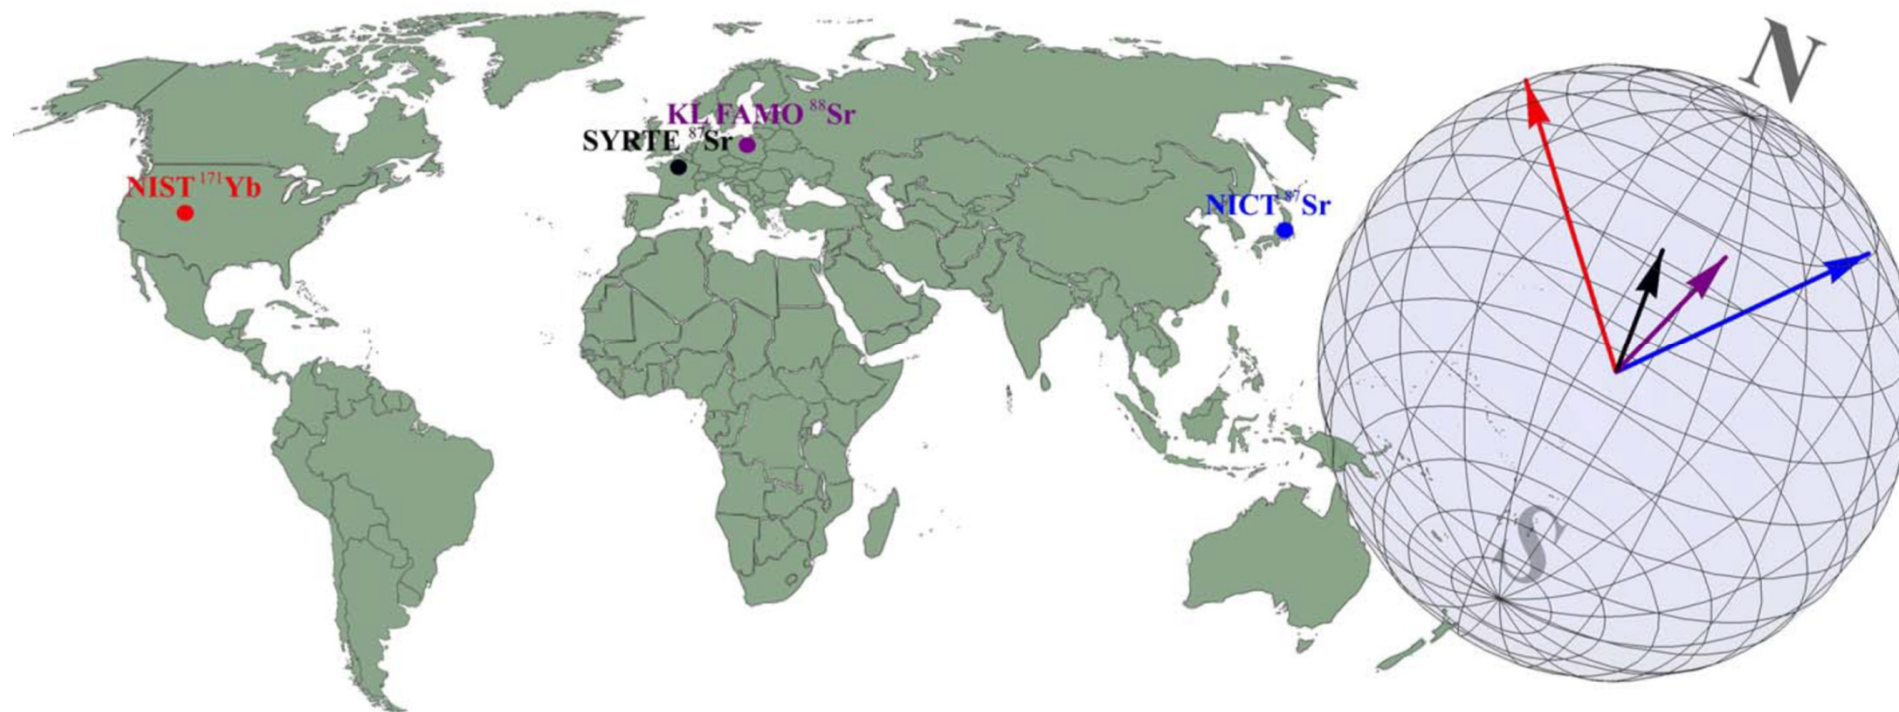 KL FAMO ⁸⁸Sr
SYRTE ⁸⁷Sr
NIST ¹⁷¹Yb
NICT ⁸⁷Sr
N
S